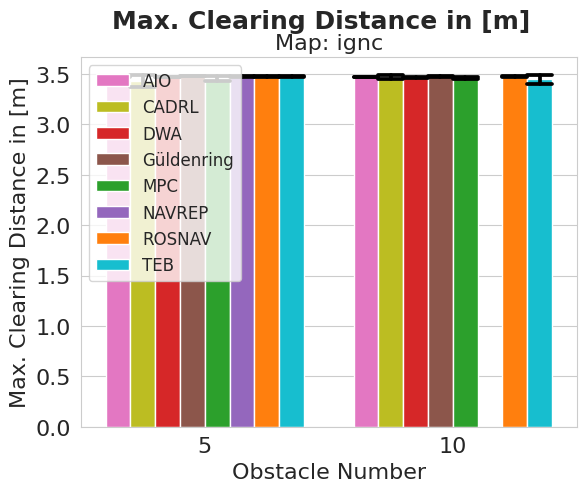 Max. Clearing Distance in [m]
Map: ignc
Max. Clearing Distance in [m]
3.5
3.0
2.5
2.0
1.5
1.0
0.5
0.0
AIO
CADRL
DWA
Güldenring
MPC
NAVREP
ROSNAV
TEB
5
10
Obstacle Number